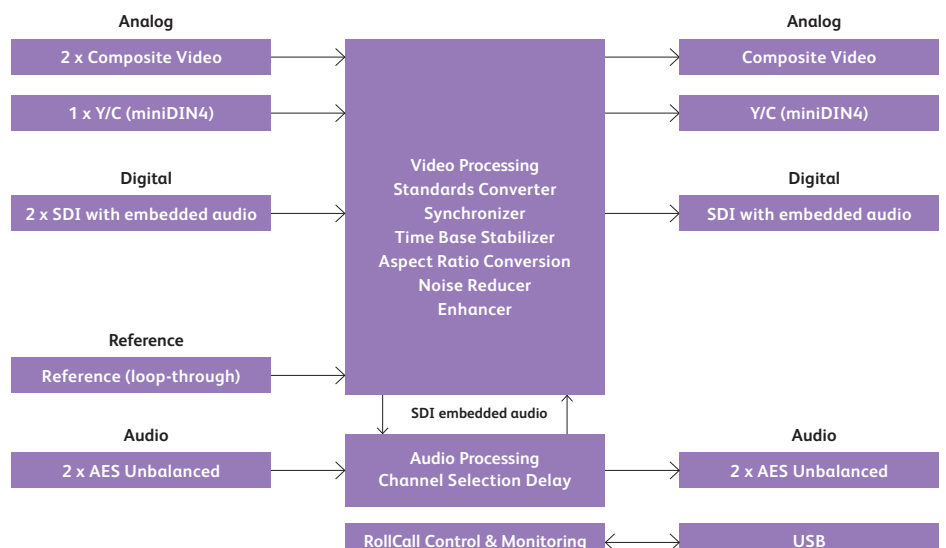 Analog
2 x Composite Video
1 x Y/C (miniDIN4)
Digital
2 x SDI with embedded audio
Reference
Reference (loop-through)
Audio
2 x AES Unbalanced
Video Processing
Standards Converter
Synchronizer
Time Base Stabilizer
Aspect Ratio Conversion
Noise Reducer
Enhancer
SDI embedded audio
Audio Processing
Channel Selection Delay
RollCall Control & Monitoring
Analog
Composite Video
Y/C (miniDIN4)
Digital
SDI with embedded audio
Audio
2 x AES Unbalanced
USB